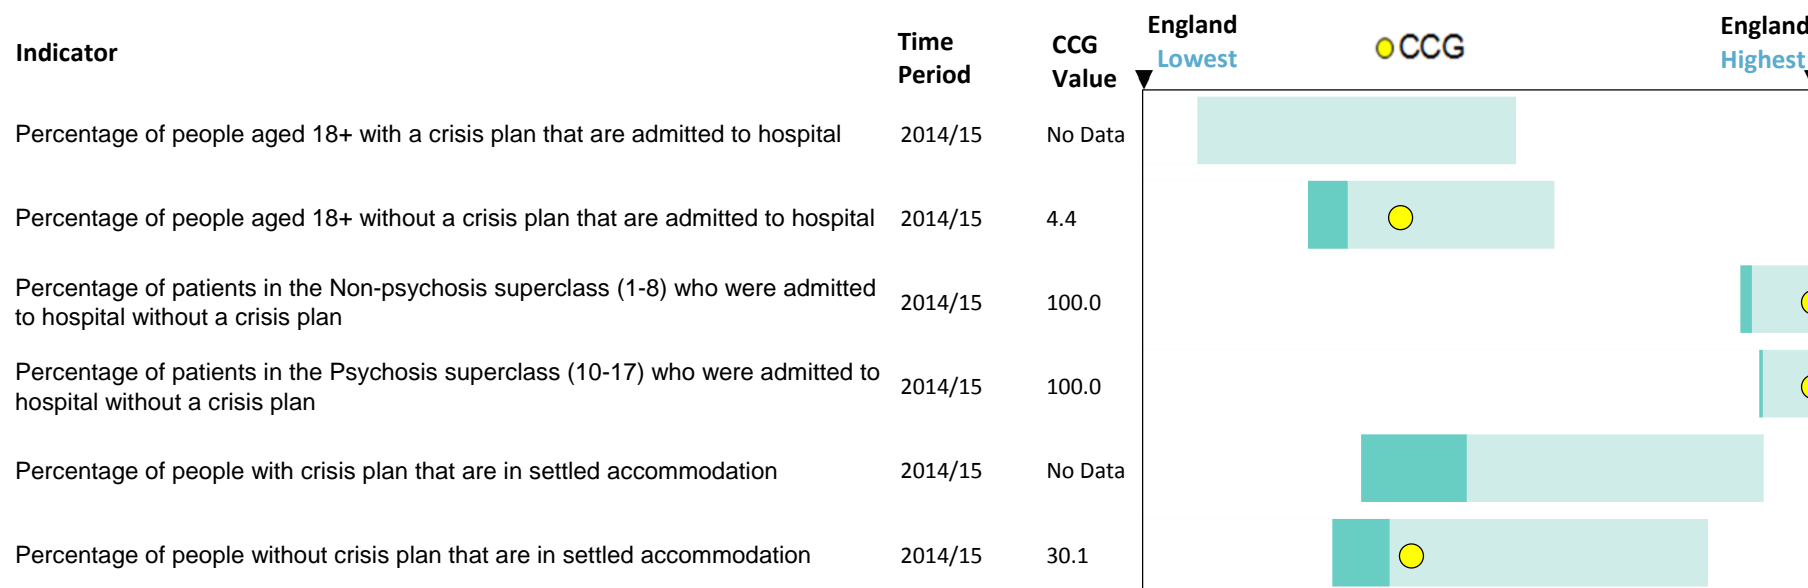 Indicator
Time
Period
CCG
Value
England
Lowest
CCG
England
Highest
Percentage of people aged 18+ with a crisis plan that are admitted to hospital 2014/15 No Data
Percentage of people aged 18+ without a crisis plan that are admitted to hospital 2014/15 4.4
Percentage of patients in the Non-psychosis superclass (1-8) who were admitted
to hospital without a crisis plan 2014/15 100.0
Percentage of patients in the Psychosis superclass (10-17) who were admitted to
hospital without a crisis plan 2014/15 100.0
Percentage of people with crisis plan that are in settled accommodation 2014/15 No Data
Percentage of people without crisis plan that are in settled accommodation 2014/15 30.1